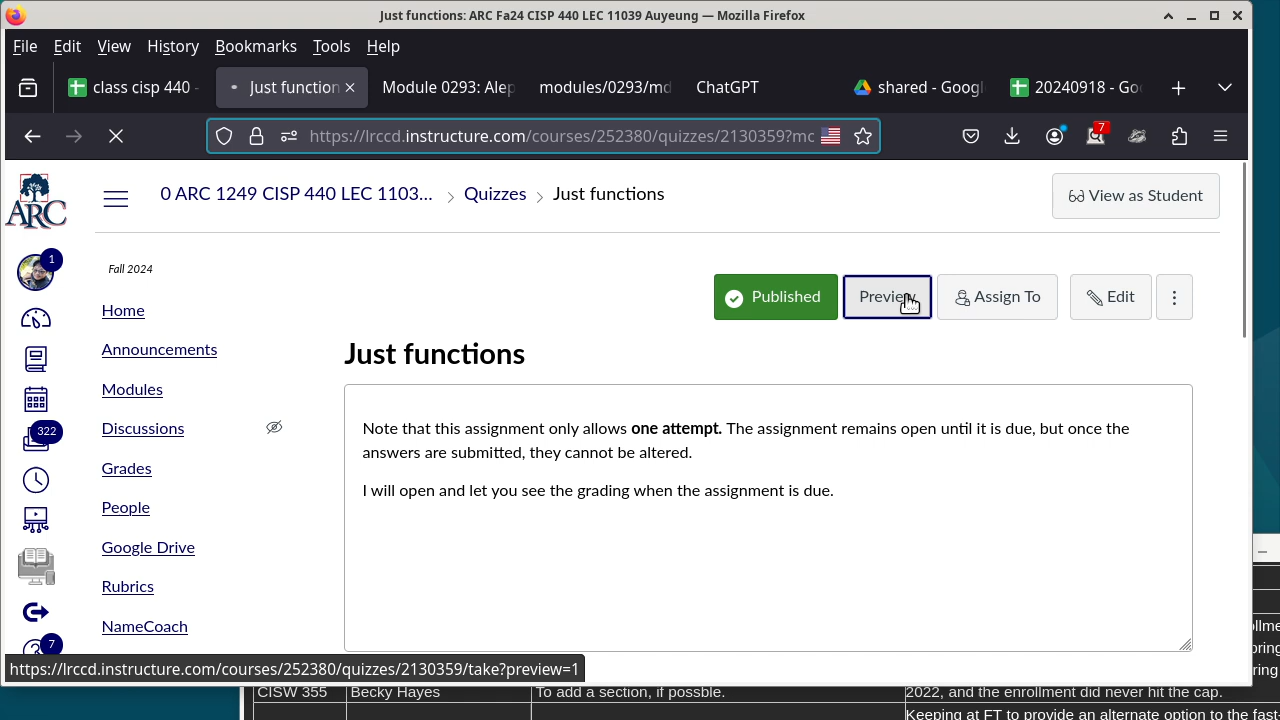 Just functions: ARC Fa24 CISP 440 LEC 11039 Auyeung — Mozilla Firefox
File Edit View History Bookmarks Tools Help
class cisp 440 -
Just function
Module 0293: Alep
modules/0293/md
ChatGPT
shared - Googl
20240918 - Go
https://lrccd.instructure.com/courses/252380/quizzes/2130359?mc
7
ARC
0 ARC 1249 CISP 440 LEC 1103... Quizzes Just functions
View as Student
1
Fall 2024
Published
Preview
Assign To
Edit
Home
Announcements
Modules
Discussions
Grades
People
Google Drive
Rubrics
NameCoach
322
7
Just functions
Note that this assignment only allows one attempt. The assignment remains open until it is due, but once the
answers are submitted, they cannot be altered.
I will open and let you see the grading when the assignment is due.
https://lrccd.instructure.com/courses/252380/quizzes/2130359/take?preview=1
CISW 355 Becky Hayes To add a section, if possble. 2022, and the enrollment did never hit the cap.
Keeping at FT to provide an alternate option to the fast